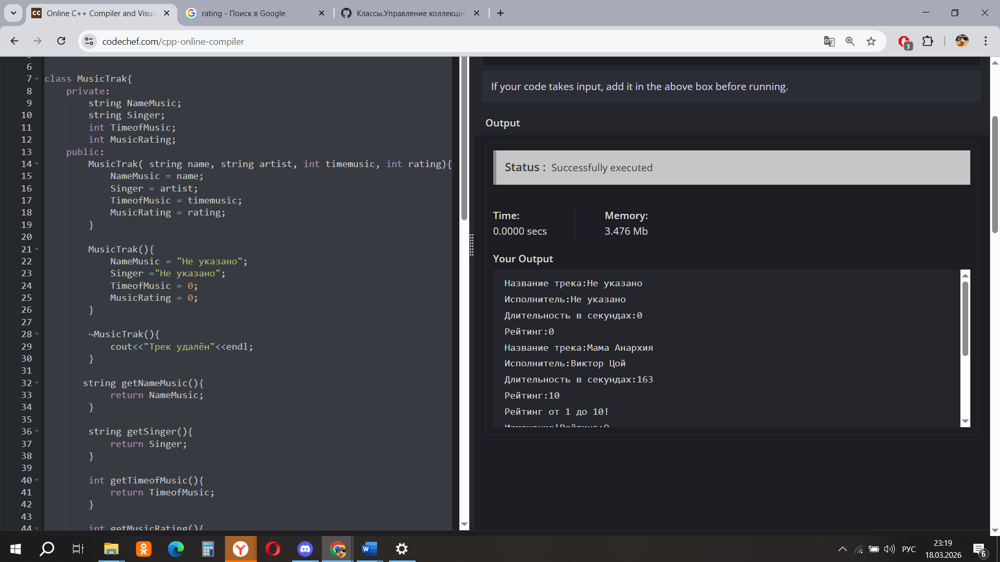 Online C++ Compiler and Visua
rating - Поиск в Google
Классы.Управление коллекцие
codechef.com/cpp-online-compiler
3
6
7 class MusicTrak{
8 private:
9 string NameMusic;
10 string Singer;
11 int TimeofMusic;
12 int MusicRating;
13 public:
14 MusicTrak( string name, string artist, int timemusic, int rating){
15 NameMusic = name;
16 Singer = artist;
17 TimeofMusic = timemusic;
18 MusicRating = rating;
19 }
20
21 MusicTrak(){
22 NameMusic = "Не указано";
23 Singer ="Не указано";
24 TimeofMusic = 0;
25 MusicRating = 0;
26 }
27
28 ~MusicTrak(){
29 cout<<"Трек удалён"<<endl;
30 }
31
32 string getNameMusic(){
33 return NameMusic;
34 }
35
36 string getSinger(){
37 return Singer;
38 }
39
40 int getTimeofMusic(){
41 return TimeofMusic;
42 }
43
44 int getMusicRating(){
If your code takes input, add it in the above box before running.
Output
Status : Successfully executed
Time:
0.0000 secs
Memory:
3.476 Mb
Your Output
Название трека:Не указано
Исполнитель:Не указано
Длительность в секундах:0
Рейтинг:0
Название трека:Мама Анархия
Исполнитель:Виктор Цой
Длительность в секундах:163
Рейтинг:10
Рейтинг от 1 до 10!
РУС
23:19
18.03.2026
6